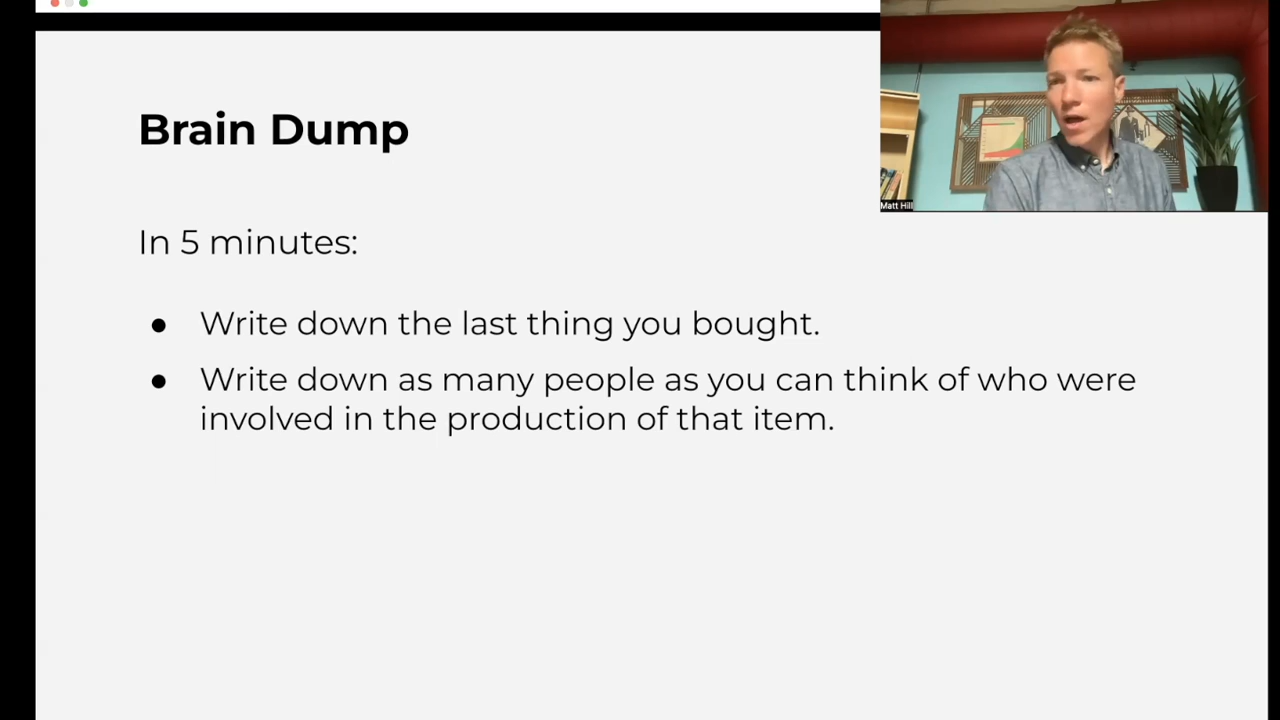 Brain Dump
In 5 minutes:
● Write down the last thing you bought.
● Write down as many people as you can think of who were
involved in the production of that item.
Matt Hill